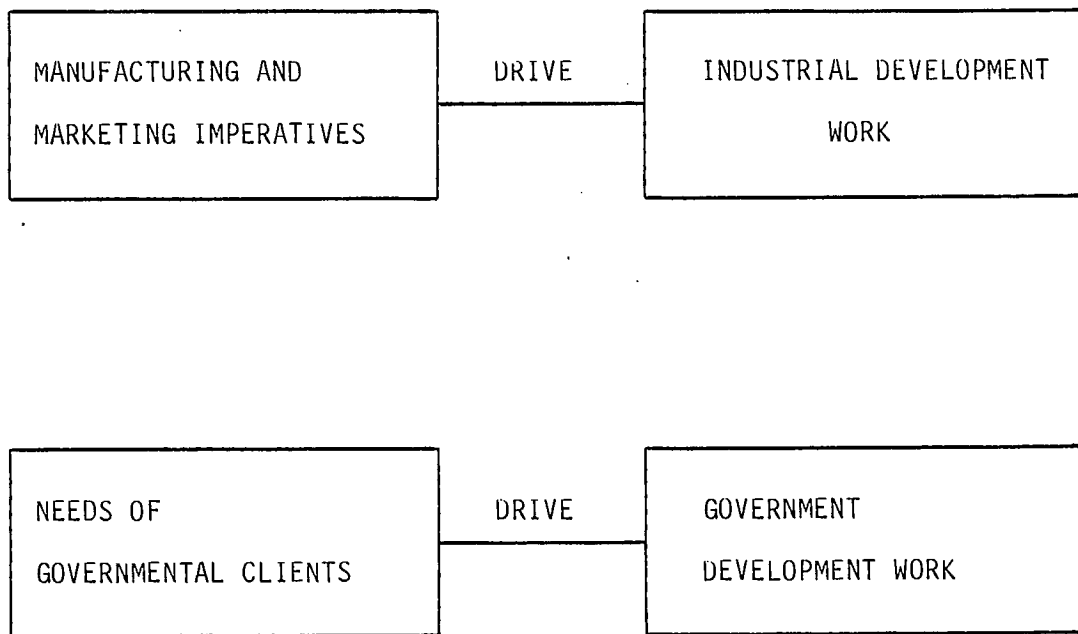 MANUFACTURING AND
MARKETING IMPERATIVES
DRIVE
INDUSTRIAL DEVELOPMENT
WORK
NEEDS OF
GOVERNMENTAL CLIENTS
DRIVE
GOVERNMENT
DEVELOPMENT WORK